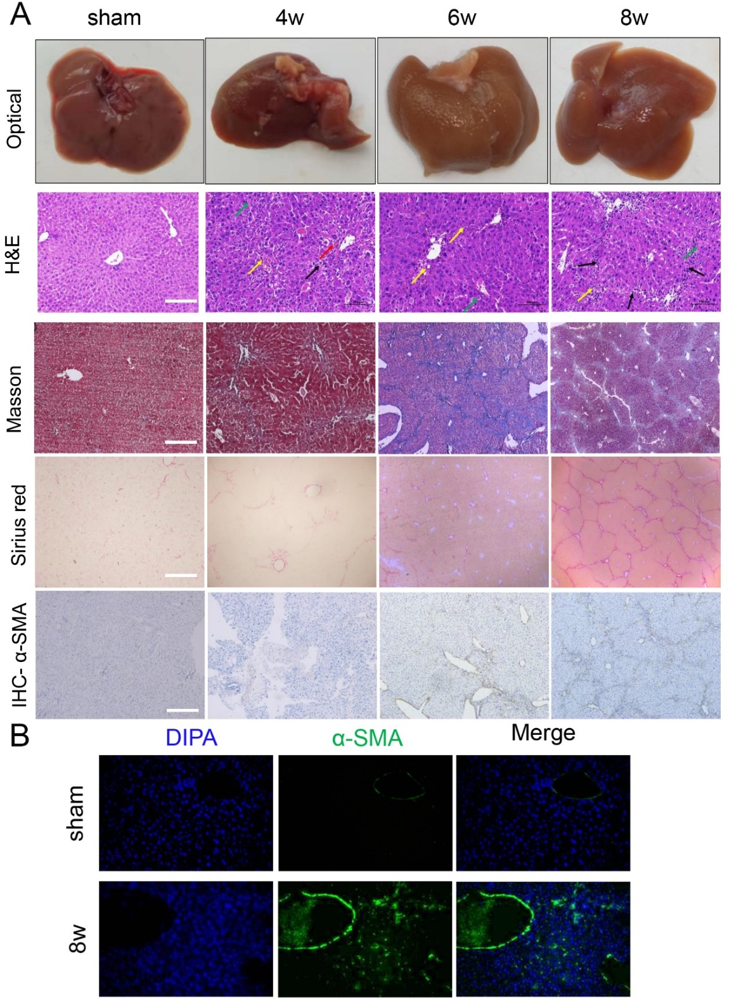 A
sham 4w 6w 8w
Optical
H&E
Masson
Sirius red
IHC- α-SMA
B
DIPA α-SMA Merge
sham
8w